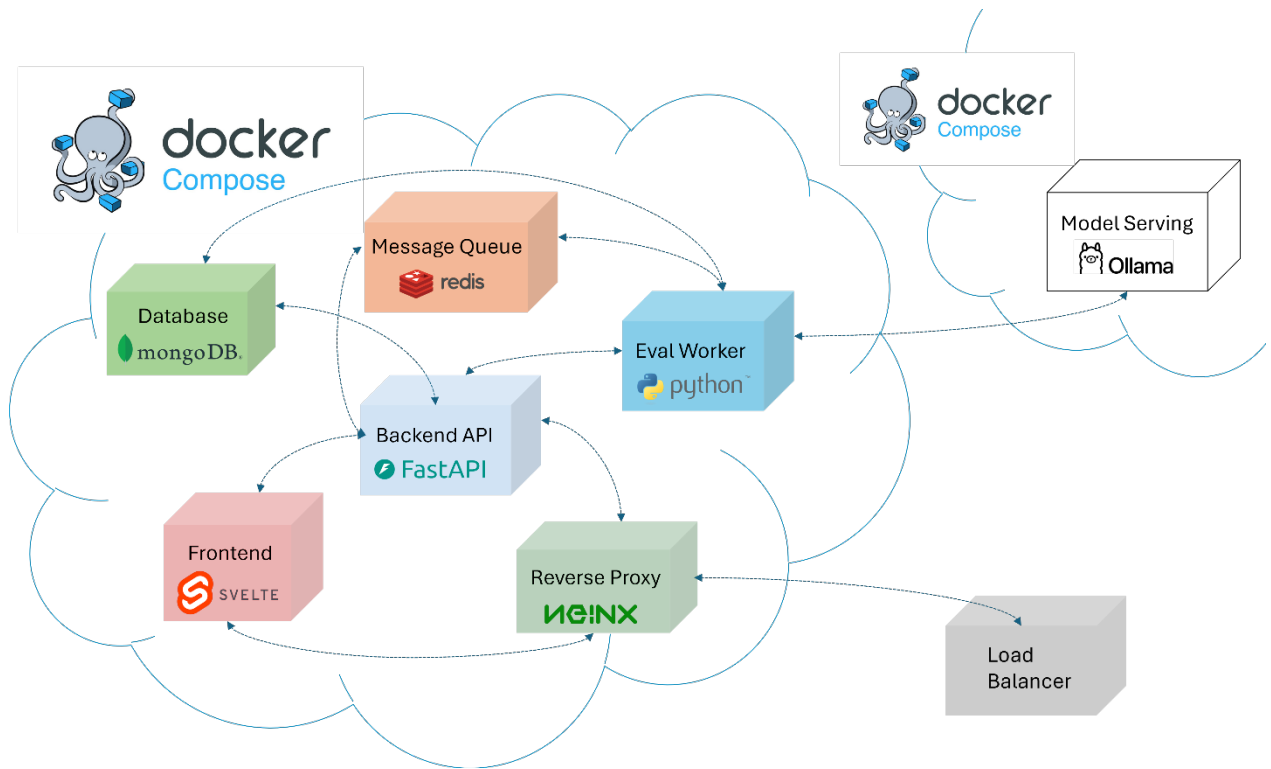 docker
Compose
docker
Compose
Message Queue
redis
Model Serving
Ollama
Database
mongoDB®
Eval Worker
python™
Backend API
FastAPI
Frontend
SVELTE
Reverse Proxy
NGINX
Load
Balancer